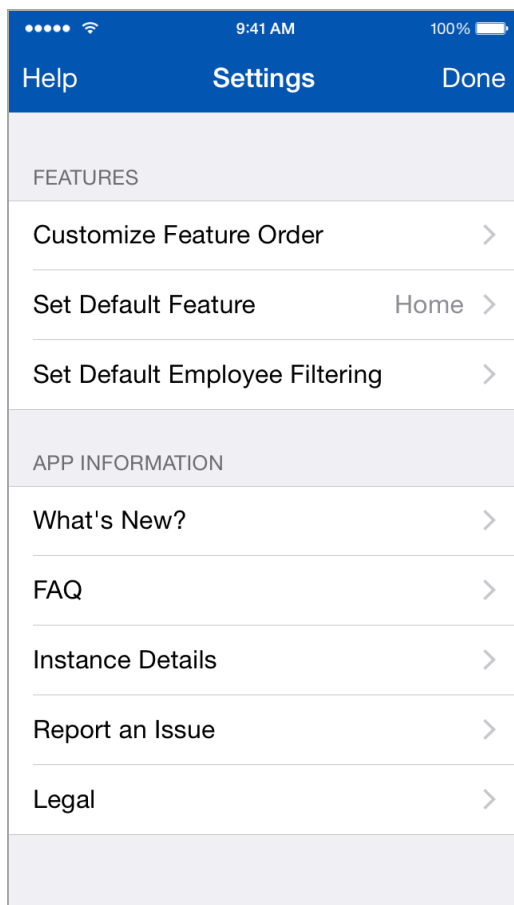 9:41 AM 100%
Help Settings Done
FEATURES
Customize Feature Order
Set Default Feature Home
Set Default Employee Filtering
APP INFORMATION
What's New?
FAQ
Instance Details
Report an Issue
Legal